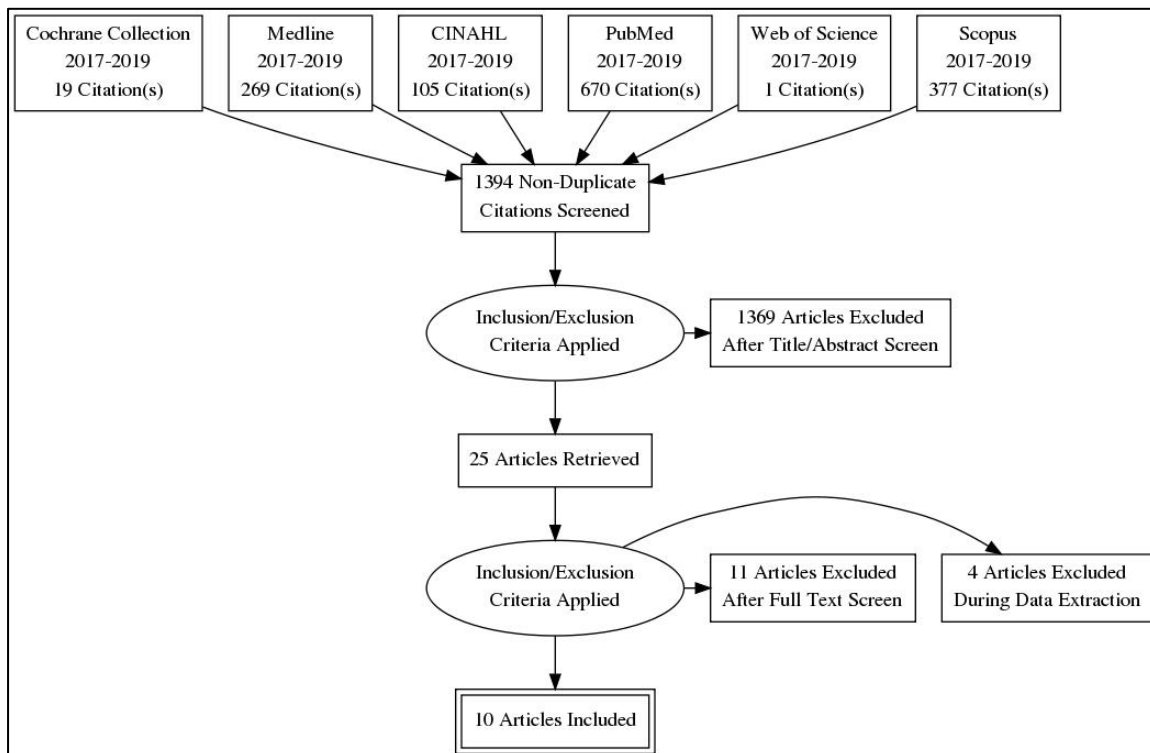 Cochrane Collection
2017-2019
19 Citation(s)
Medline
2017-2019
269 Citation(s)
CINAHL
2017-2019
105 Citation(s)
PubMed
2017-2019
670 Citation(s)
Web of Science
2017-2019
1 Citation(s)
Scopus
2017-2019
377 Citation(s)
1394 Non-Duplicate
Citations Screened
Inclusion/Exclusion
Criteria Applied
1369 Articles Excluded
After Title/Abstract Screen
25 Articles Retrieved
Inclusion/Exclusion
Criteria Applied
11 Articles Excluded
After Full Text Screen
4 Articles Excluded
During Data Extraction
10 Articles Included